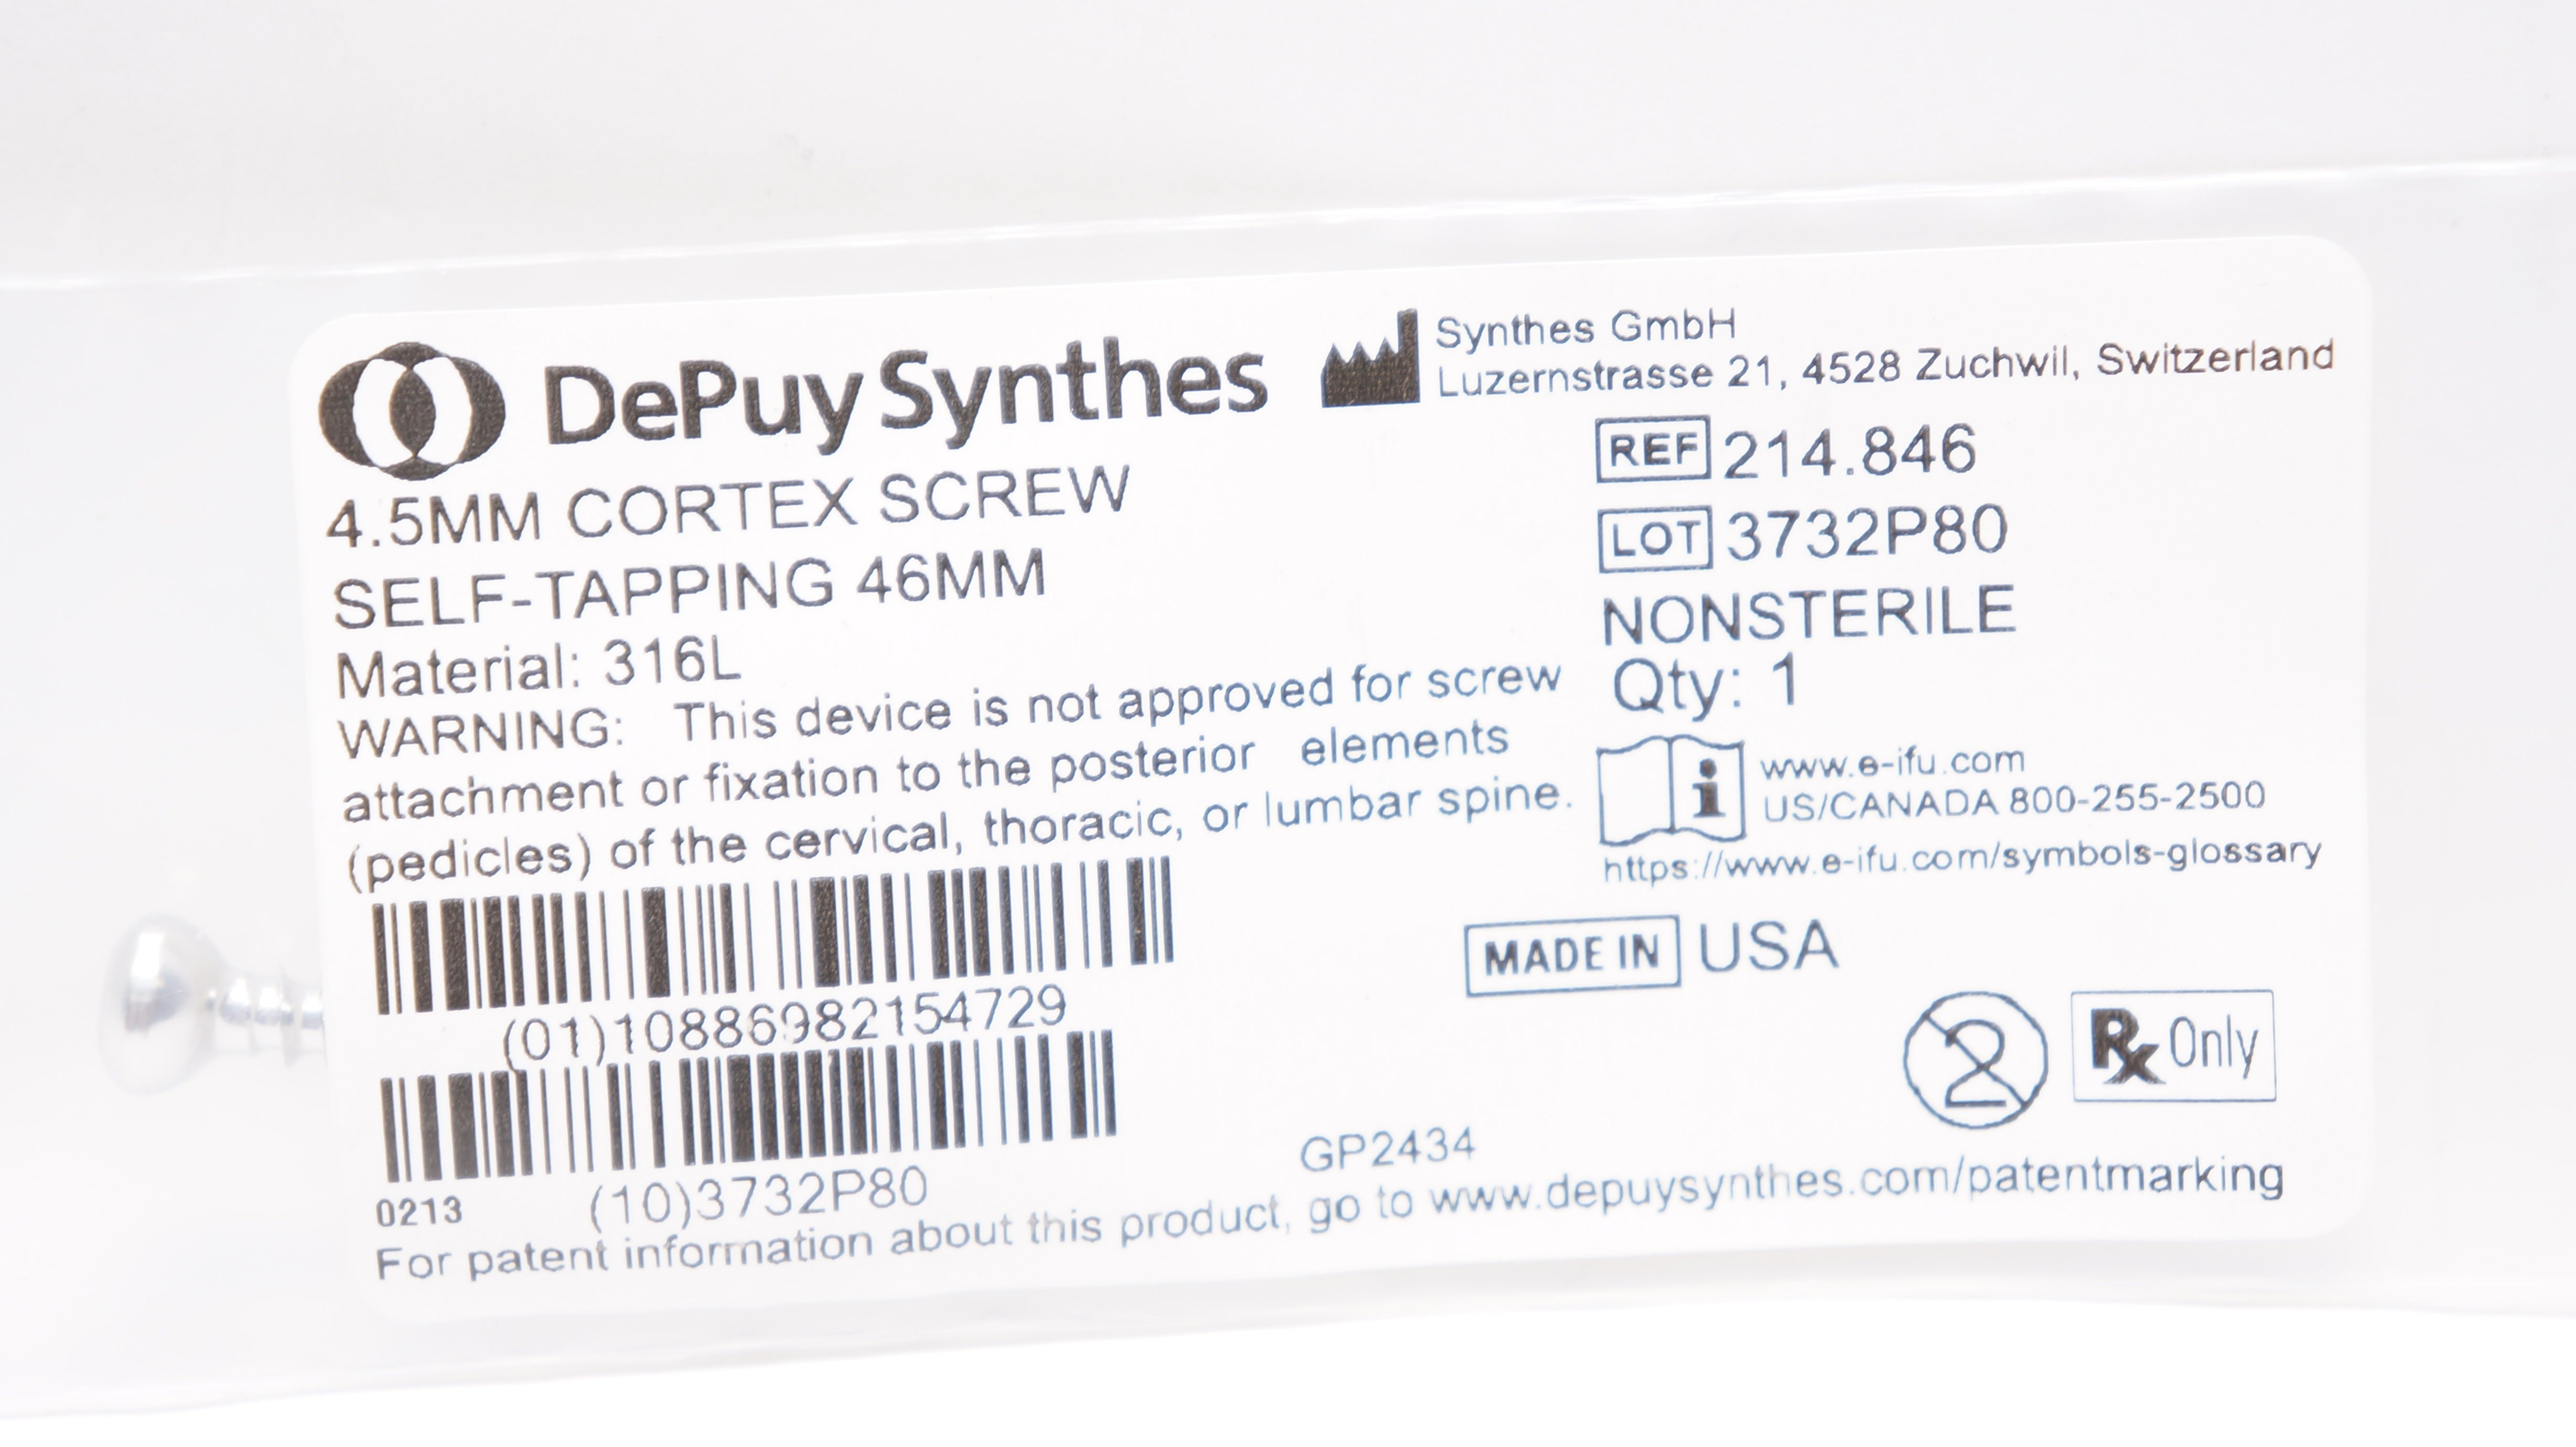 DePuy Synthes
Synthes GmbH
Luzernstrasse 21, 4528 Zuchwil, Switzerland
4.5MM CORTEX SCREW
SELF-TAPPING 46MM
Material: 316L
WARNING: This device is not approved for screw
attachment or fixation to the posterior elements
(pedicles) of the cervical, thoracic, or lumbar spine.
REF 214.846
LOT 3732P80
NONSTERILE
Qty: 1
i
www.e-ifu.com
US/CANADA 800-255-2500
https://www.e-ifu.com/symbols-glossary
(01)10886982154729
MADE IN USA
2
Rx Only
(10)3732P80
0213
GP2434
For patent information about this product, go to www.depuysynthes.com/patentmarking